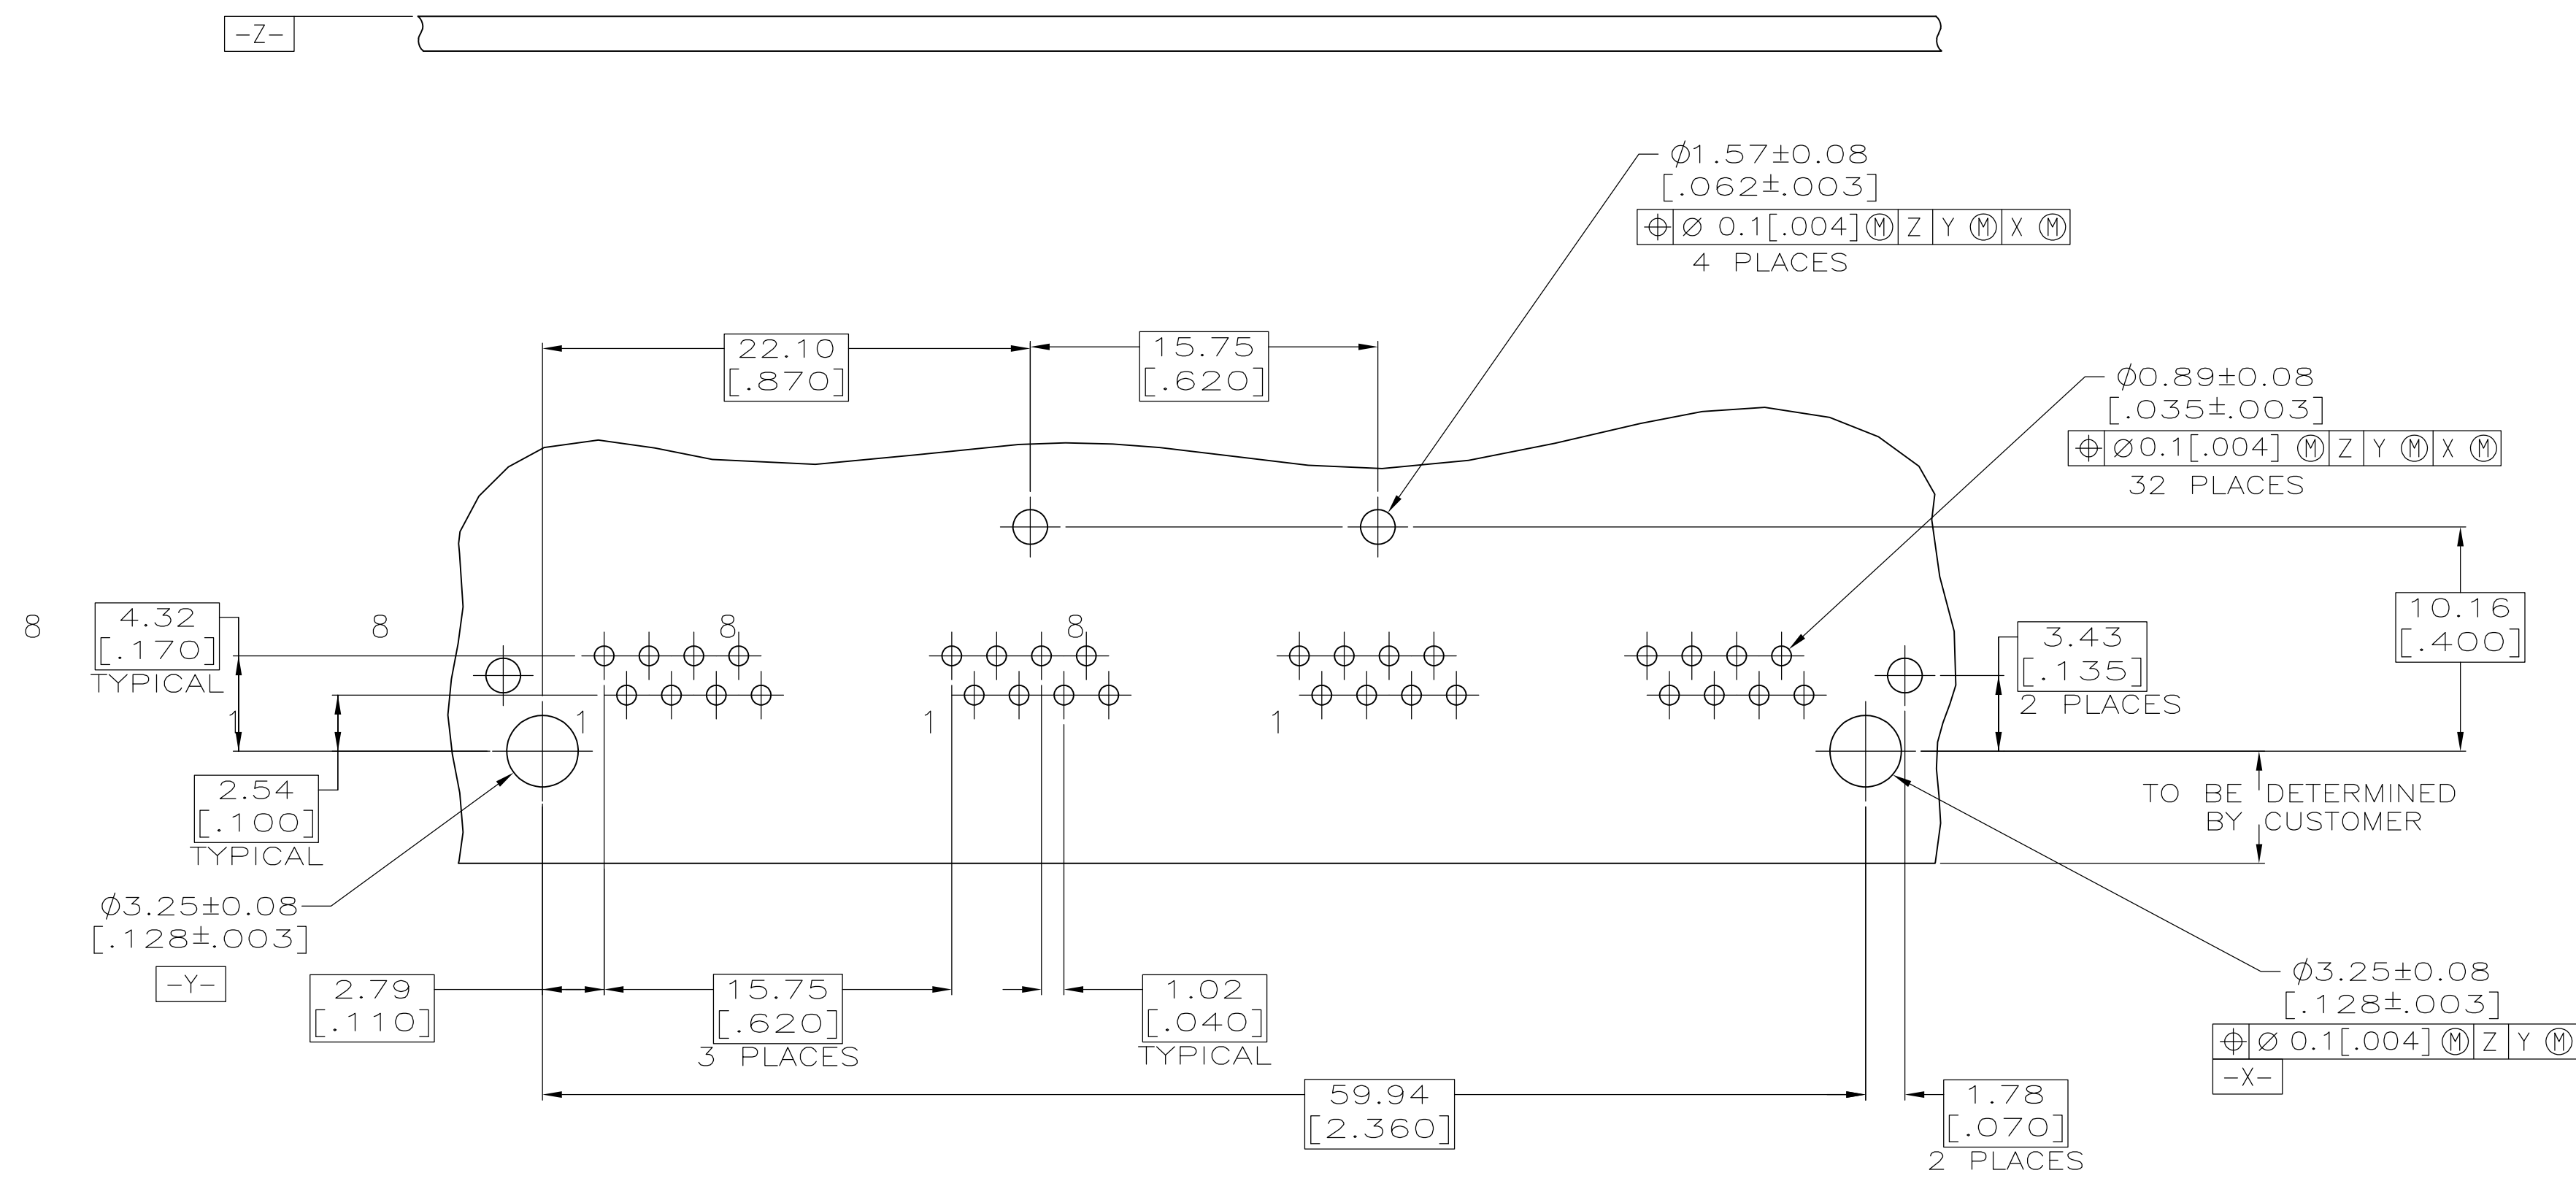 -Z-
Ø1.57±0.08
[.062±.003]
⌖ Ø 0.1[.004] Ⓜ Z Y Ⓜ X Ⓜ
4 PLACES
22.10
[.870]
15.75
[.620]
Ø0.89±0.08
[.035±.003]
⌖ Ø0.1[.004] Ⓜ Z Y Ⓜ X Ⓜ
32 PLACES
8
4.32
[.170]
TYPICAL
8
8
8
10.16
[.400]
3.43
[.135]
2 PLACES
1
1
1
1
2.54
[.100]
TYPICAL
TO BE DETERMINED
BY CUSTOMER
Ø3.25±0.08
[.128±.003]
-Y-
2.79
[.110]
15.75
[.620]
3 PLACES
1.02
[.040]
TYPICAL
Ø3.25±0.08
[.128±.003]
⌖ Ø 0.1[.004] Ⓜ Z Y Ⓜ
-X-
59.94
[2.360]
1.78
[.070]
2 PLACES